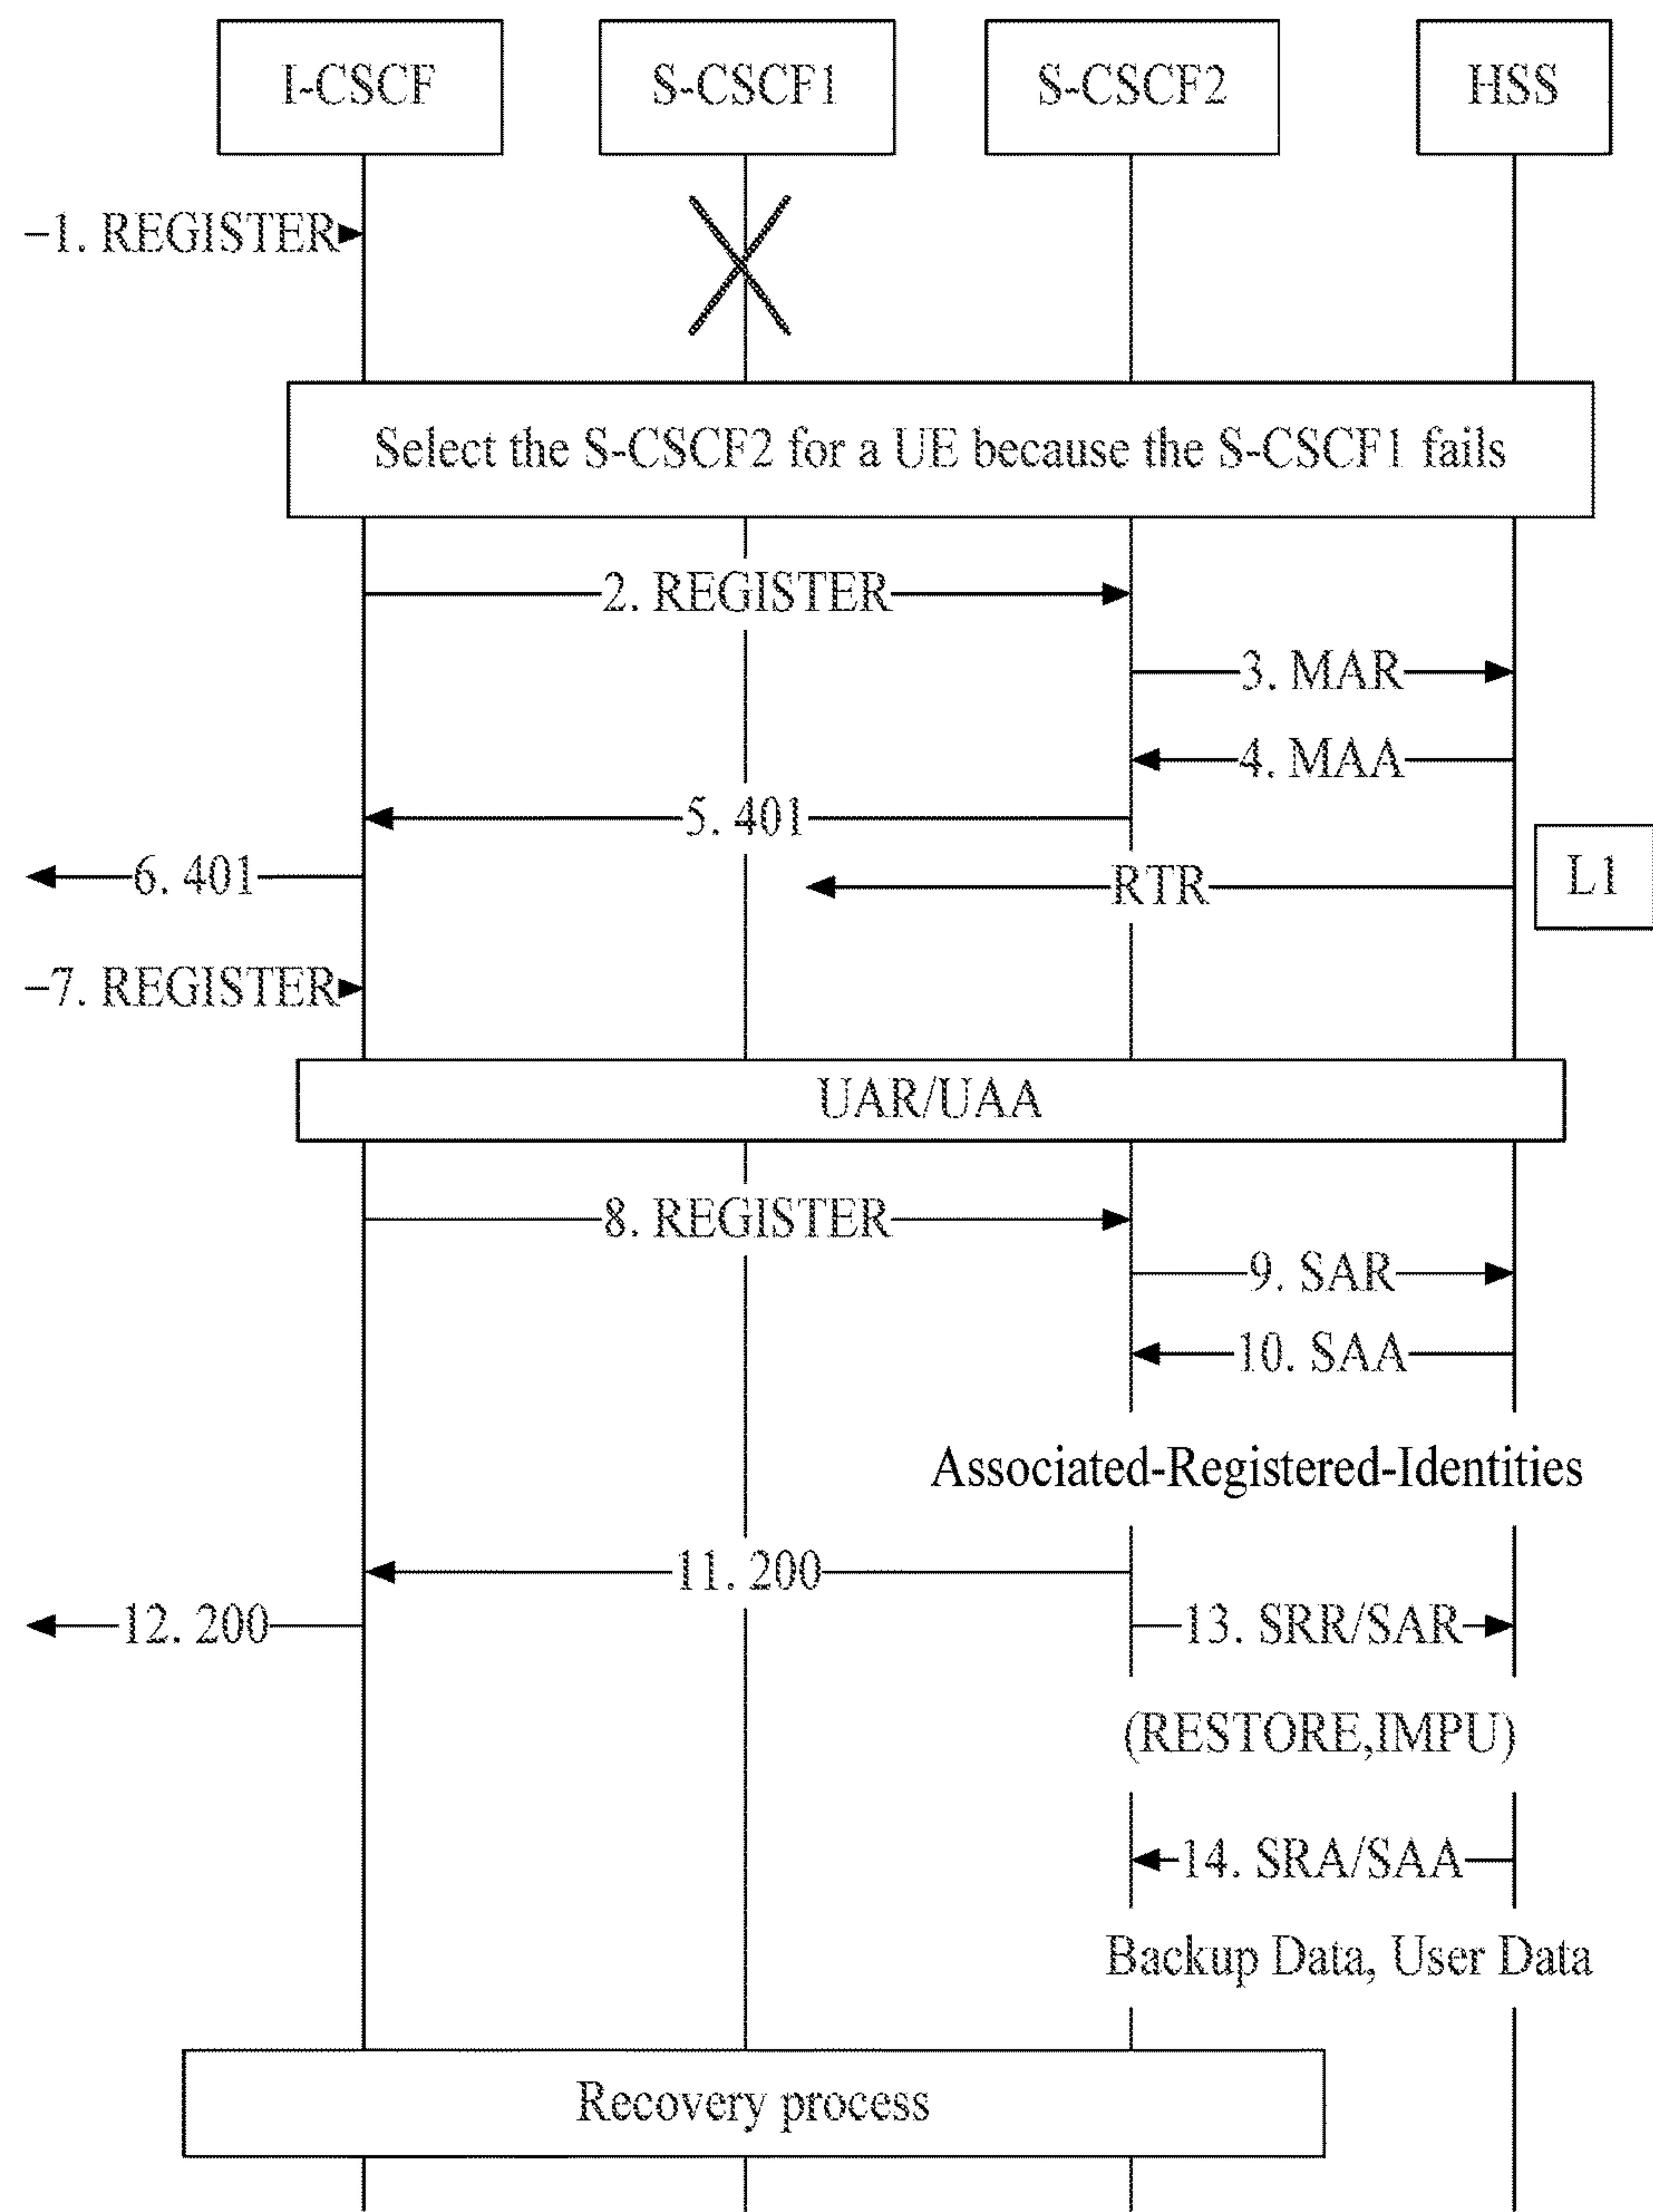 I-CSCF
S-CSCF1
S-CSCF2
HSS
1. REGISTER
Select the S-CSCF2 for a UE because the S-CSCF1 fails
2. REGISTER
3. MAR
4. MAA
5. 401
6. 401
RTR
L1
7. REGISTER
UAR/UAA
8. REGISTER
9. SAR
10. SAA
Associated-Registered-Identities
11. 200
12. 200
13. SRR/SAR
(RESTORE,IMPU)
14. SRA/SAA
Backup Data, User Data
Recovery process